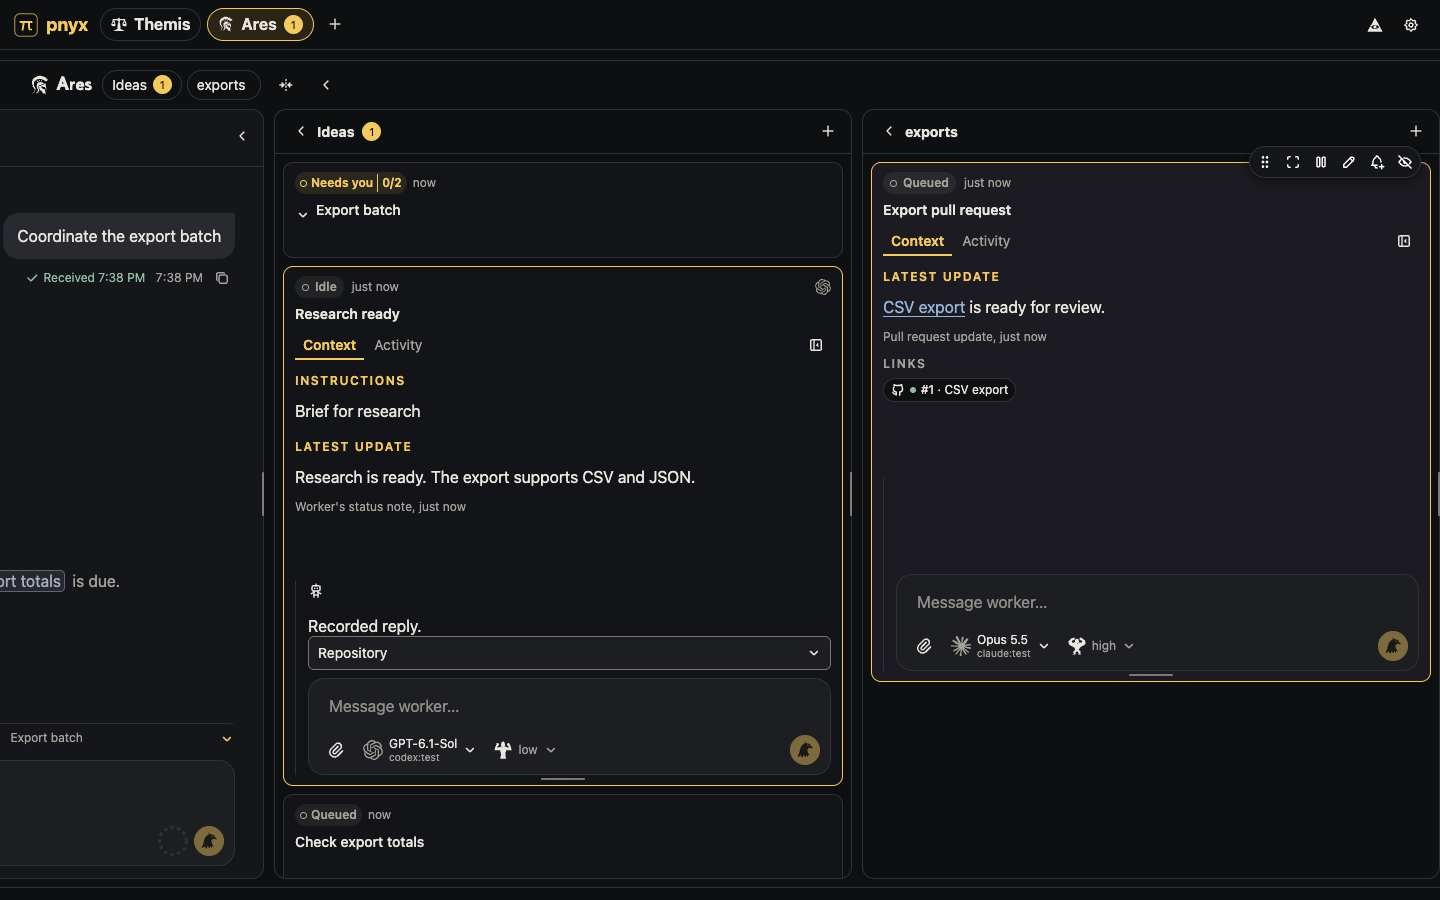 π pnyx Themis Ares 1 +
Ares Ideas 1 exports
Coordinate the export batch
Received 7:38 PM 7:38 PM
ort totals is due.
Export batch
Ideas 1
Needs you 0/2 now
Export batch
Idle just now
Research ready
Context Activity
INSTRUCTIONS
Brief for research
LATEST UPDATE
Research is ready. The export supports CSV and JSON.
Worker's status note, just now
Recorded reply.
Repository
Message worker...
GPT-6.1-Sol
codex:test
low
Queued now
Check export totals
exports
Queued just now
Export pull request
Context Activity
LATEST UPDATE
CSV export is ready for review.
Pull request update, just now
LINKS
#1 · CSV export
Message worker...
Opus 5.5
claude:test
high